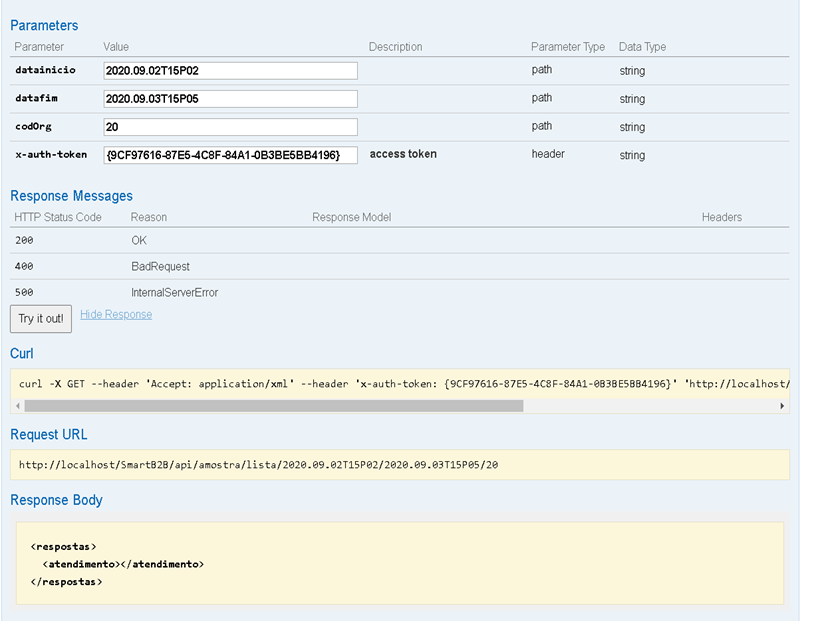 Parameters
Parameter Value Description Parameter Type Data Type
datainicio 2020.09.02T15P02 path string
datafim 2020.09.03T15P05 path string
codOrg 20 path string
x-auth-token {9CF97616-87E5-4C8F-84A1-0B3BE5BB4196} access token header string
Response Messages
HTTP Status Code Reason Response Model Headers
200 OK
400 BadRequest
500 InternalServerError
Try it out! Hide Response
Curl
curl -X GET --header 'Accept: application/xml' --header 'x-auth-token: {9CF97616-87E5-4C8F-84A1-0B3BE5BB4196}' 'http://localhost/
Request URL
http://localhost/SmartB2B/api/amostra/lista/2020.09.02T15P02/2020.09.03T15P05/20
Response Body
<respostas>
<atendimento></atendimento>
</respostas>